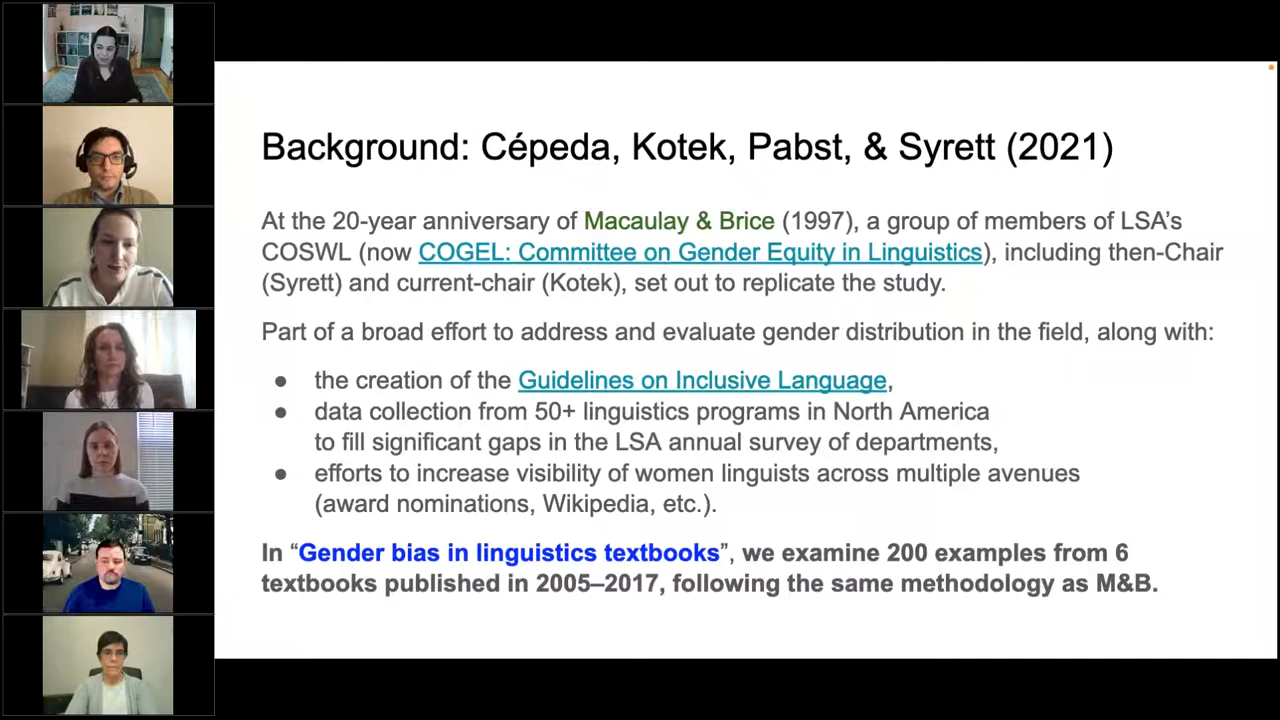 Background: Cépeda, Kotek, Pabst, & Syrett (2021)
At the 20-year anniversary of Macaulay & Brice (1997), a group of members of LSA’s
COSWL (now COGEL: Committee on Gender Equity in Linguistics), including then-Chair
(Syrett) and current-chair (Kotek), set out to replicate the study.
Part of a broad effort to address and evaluate gender distribution in the field, along with:
● the creation of the Guidelines on Inclusive Language,
● data collection from 50+ linguistics programs in North America
to fill significant gaps in the LSA annual survey of departments,
● efforts to increase visibility of women linguists across multiple avenues
(award nominations, Wikipedia, etc.).
In “Gender bias in linguistics textbooks”, we examine 200 examples from 6
textbooks published in 2005–2017, following the same methodology as M&B.